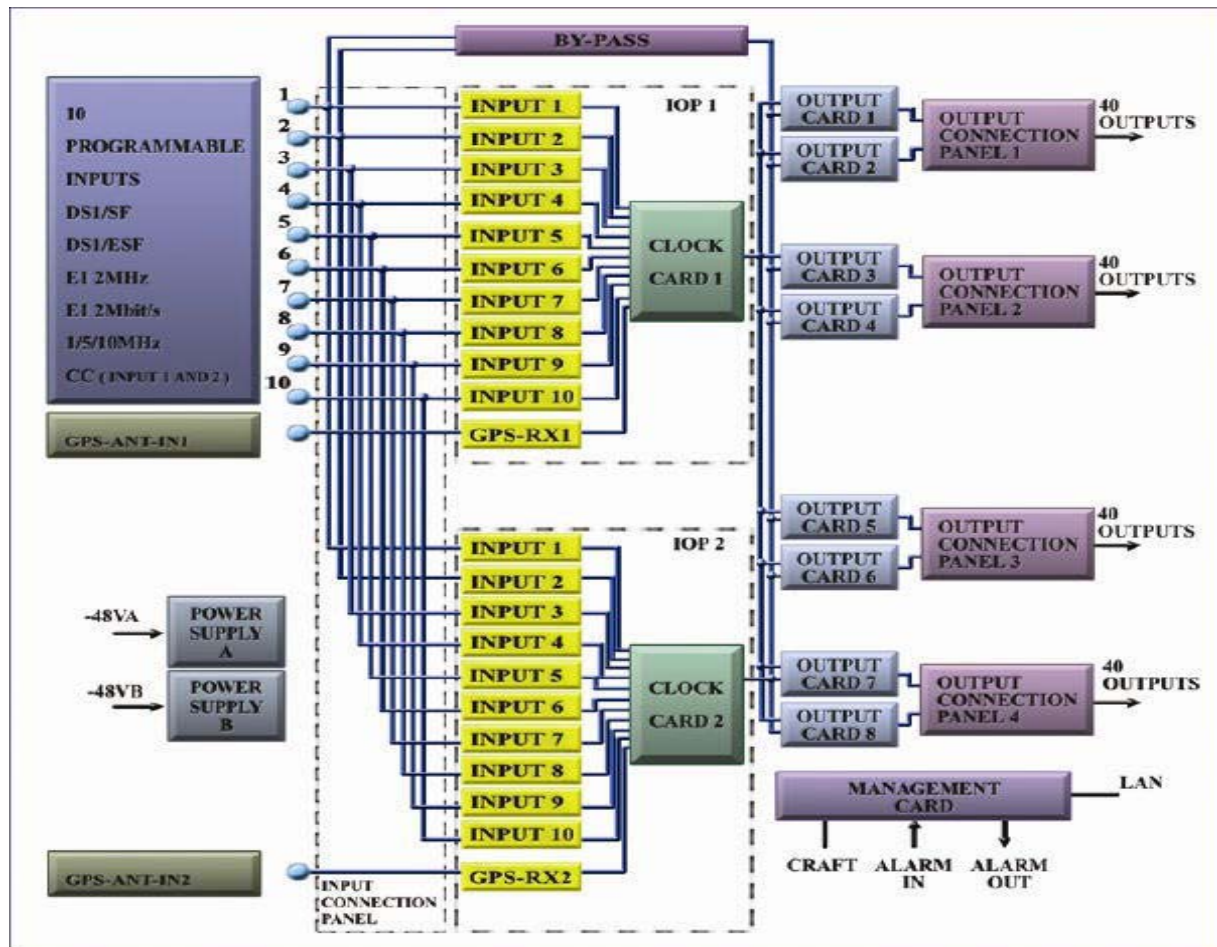 BY-PASS
10
PROGRAMMABLE
INPUTS
DS1/SF
DS1/ESF
E1 2MHz
E1 2Mbit/s
1/5/10MHz
CC ( INPUT 1 AND 2 )
GPS-ANT-IN1
1
2
3
4
5
6
7
8
9
10
IOP 1
INPUT 1
INPUT 2
INPUT 3
INPUT 4
INPUT 5
INPUT 6
INPUT 7
INPUT 8
INPUT 9
INPUT 10
GPS-RX1
CLOCK
CARD 1
OUTPUT
CARD 1
OUTPUT
CARD 2
OUTPUT
CONNECTION
PANEL 1
40
OUTPUTS
OUTPUT
CARD 3
OUTPUT
CARD 4
OUTPUT
CONNECTION
PANEL 2
40
OUTPUTS
-48VA
POWER
SUPPLY
A
-48VB
POWER
SUPPLY
B
GPS-ANT-IN2
INPUT
CONNECTION
PANEL
IOP 2
INPUT 1
INPUT 2
INPUT 3
INPUT 4
INPUT 5
INPUT 6
INPUT 7
INPUT 8
INPUT 9
INPUT 10
GPS-RX2
CLOCK
CARD 2
OUTPUT
CARD 5
OUTPUT
CARD 6
OUTPUT
CONNECTION
PANEL 3
40
OUTPUTS
OUTPUT
CARD 7
OUTPUT
CARD 8
OUTPUT
CONNECTION
PANEL 4
40
OUTPUTS
MANAGEMENT
CARD
LAN
CRAFT
ALARM
IN
ALARM
OUT